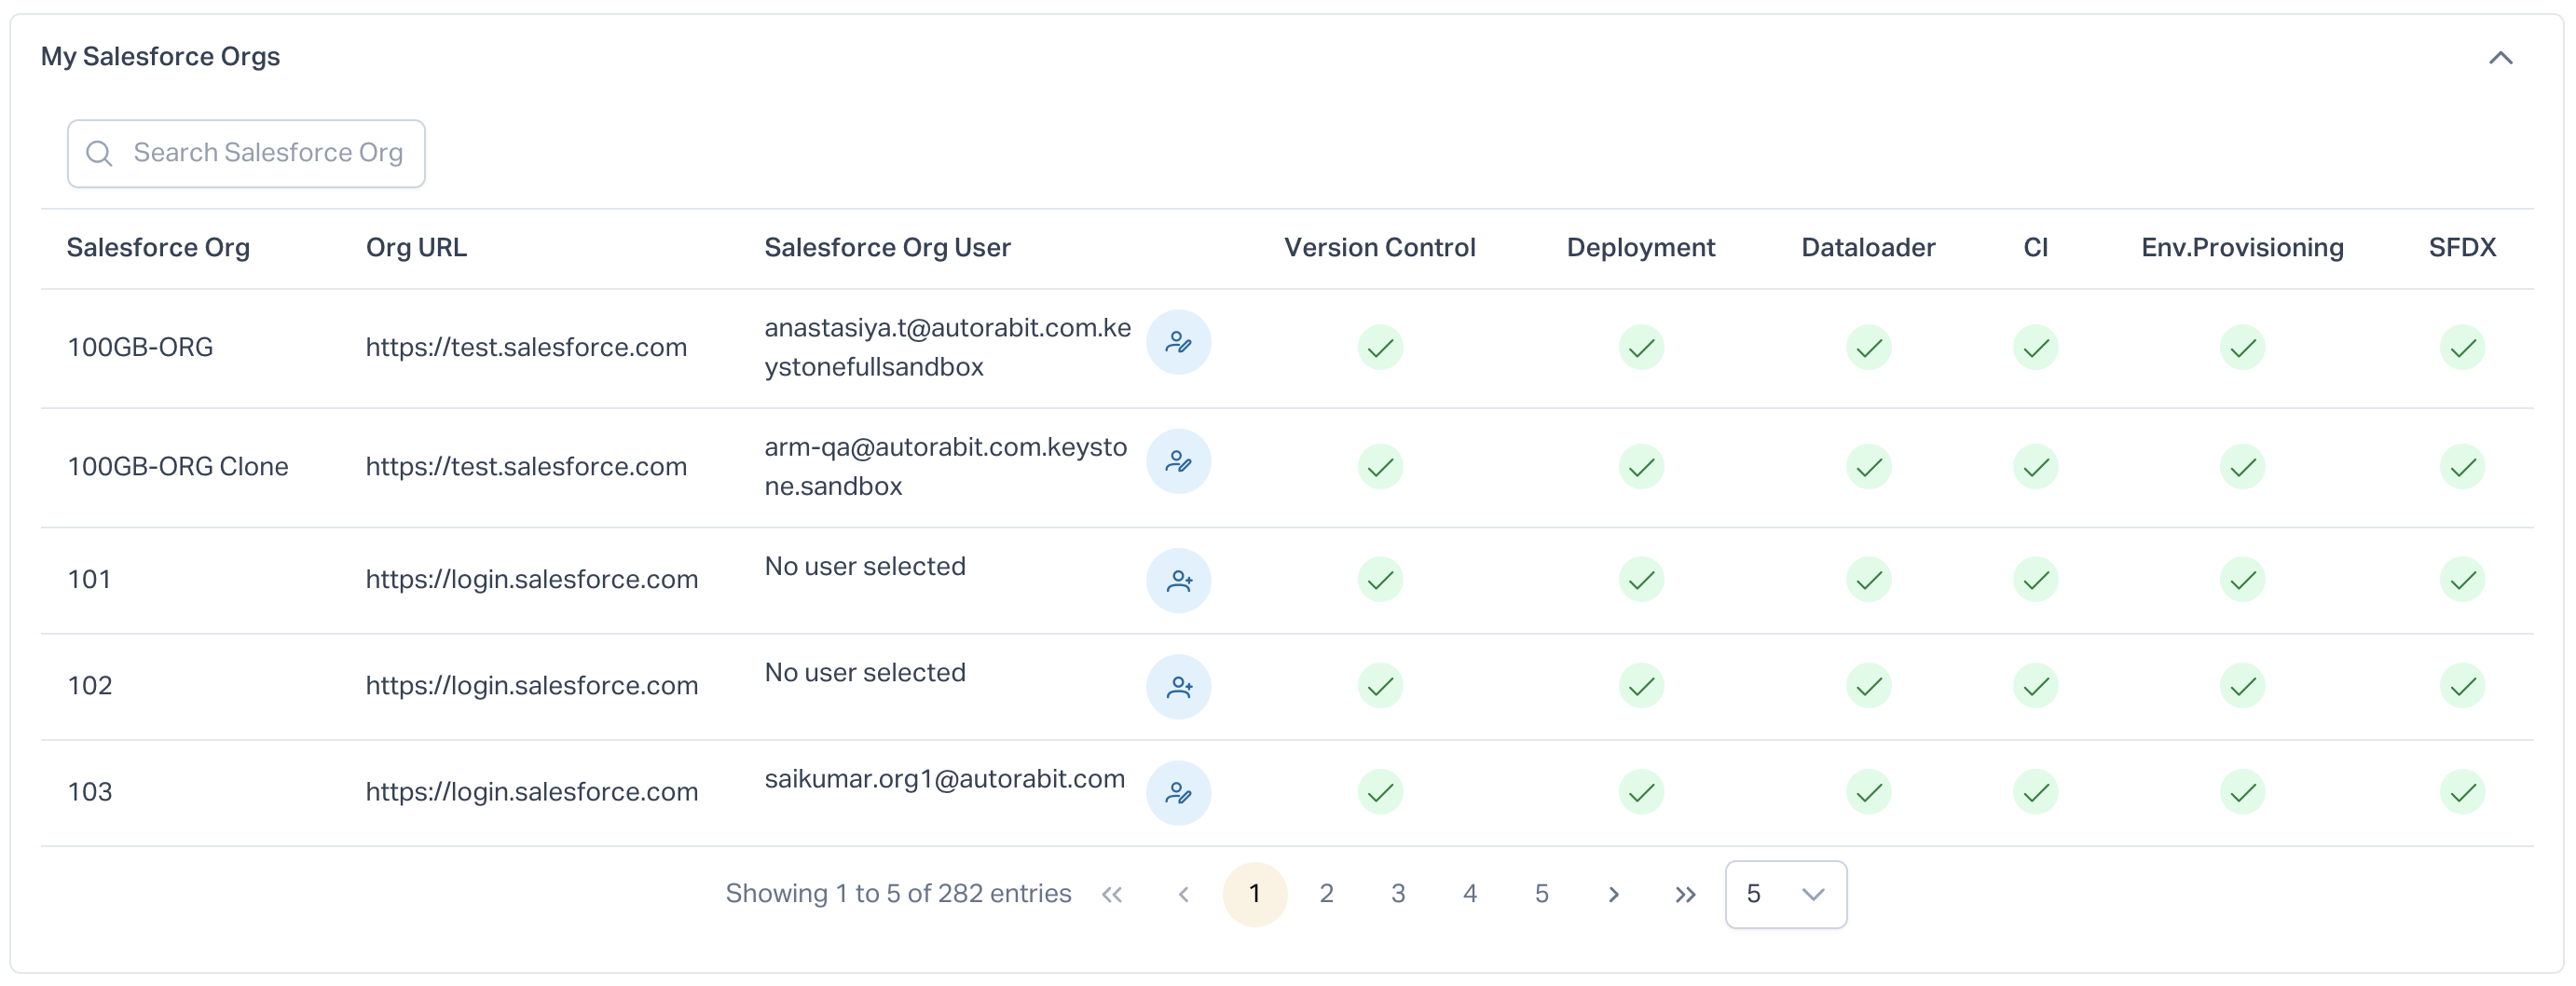 My Salesforce Orgs
Search Salesforce Org
Salesforce Org Org URL Salesforce Org User Version Control Deployment Dataloader CI Env.Provisioning SFDX
100GB-ORG https://test.salesforce.com anastasiya.t@autorabit.com.ke
ystonefullsandbox
100GB-ORG Clone https://test.salesforce.com arm-qa@autorabit.com.keysto
ne.sandbox
101 https://login.salesforce.com No user selected
102 https://login.salesforce.com No user selected
103 https://login.salesforce.com saikumar.org1@autorabit.com
Showing 1 to 5 of 282 entries 1 2 3 4 5 5